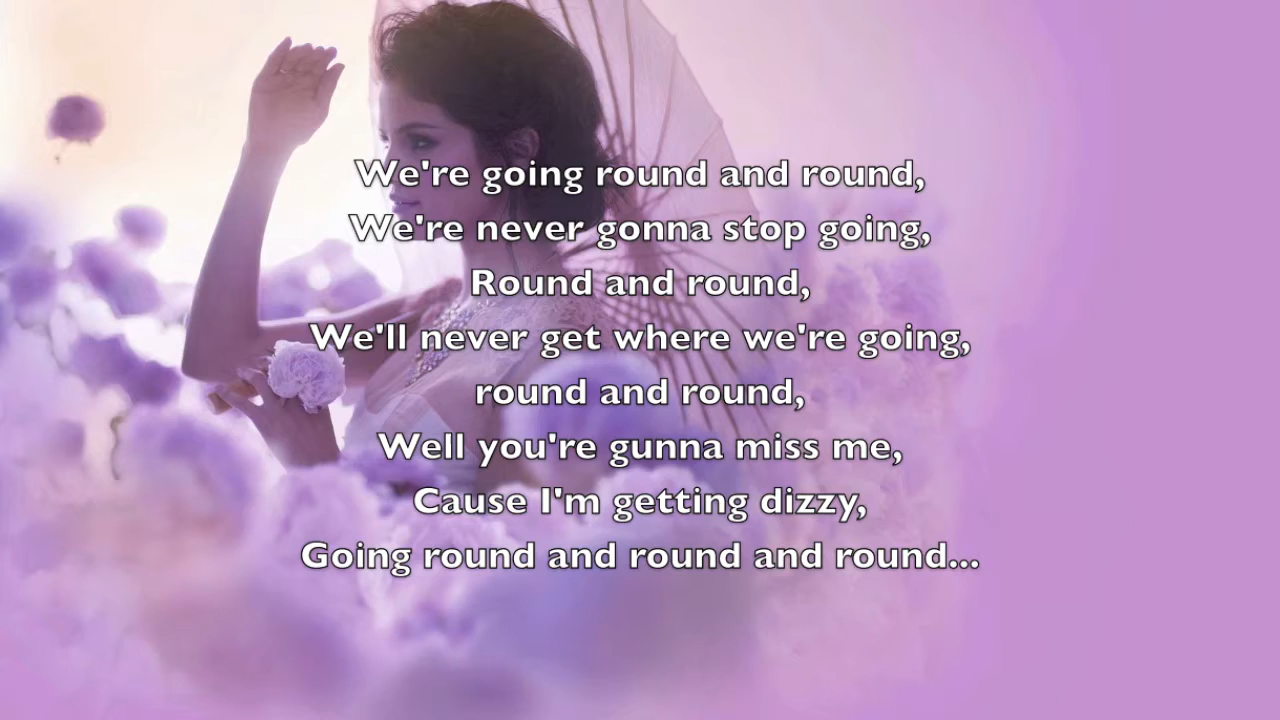 We're going round and round,
We're never gonna stop going,
Round and round,
We'll never get where we're going,
round and round,
Well you're gunna miss me,
Cause I'm getting dizzy,
Going round and round and round...